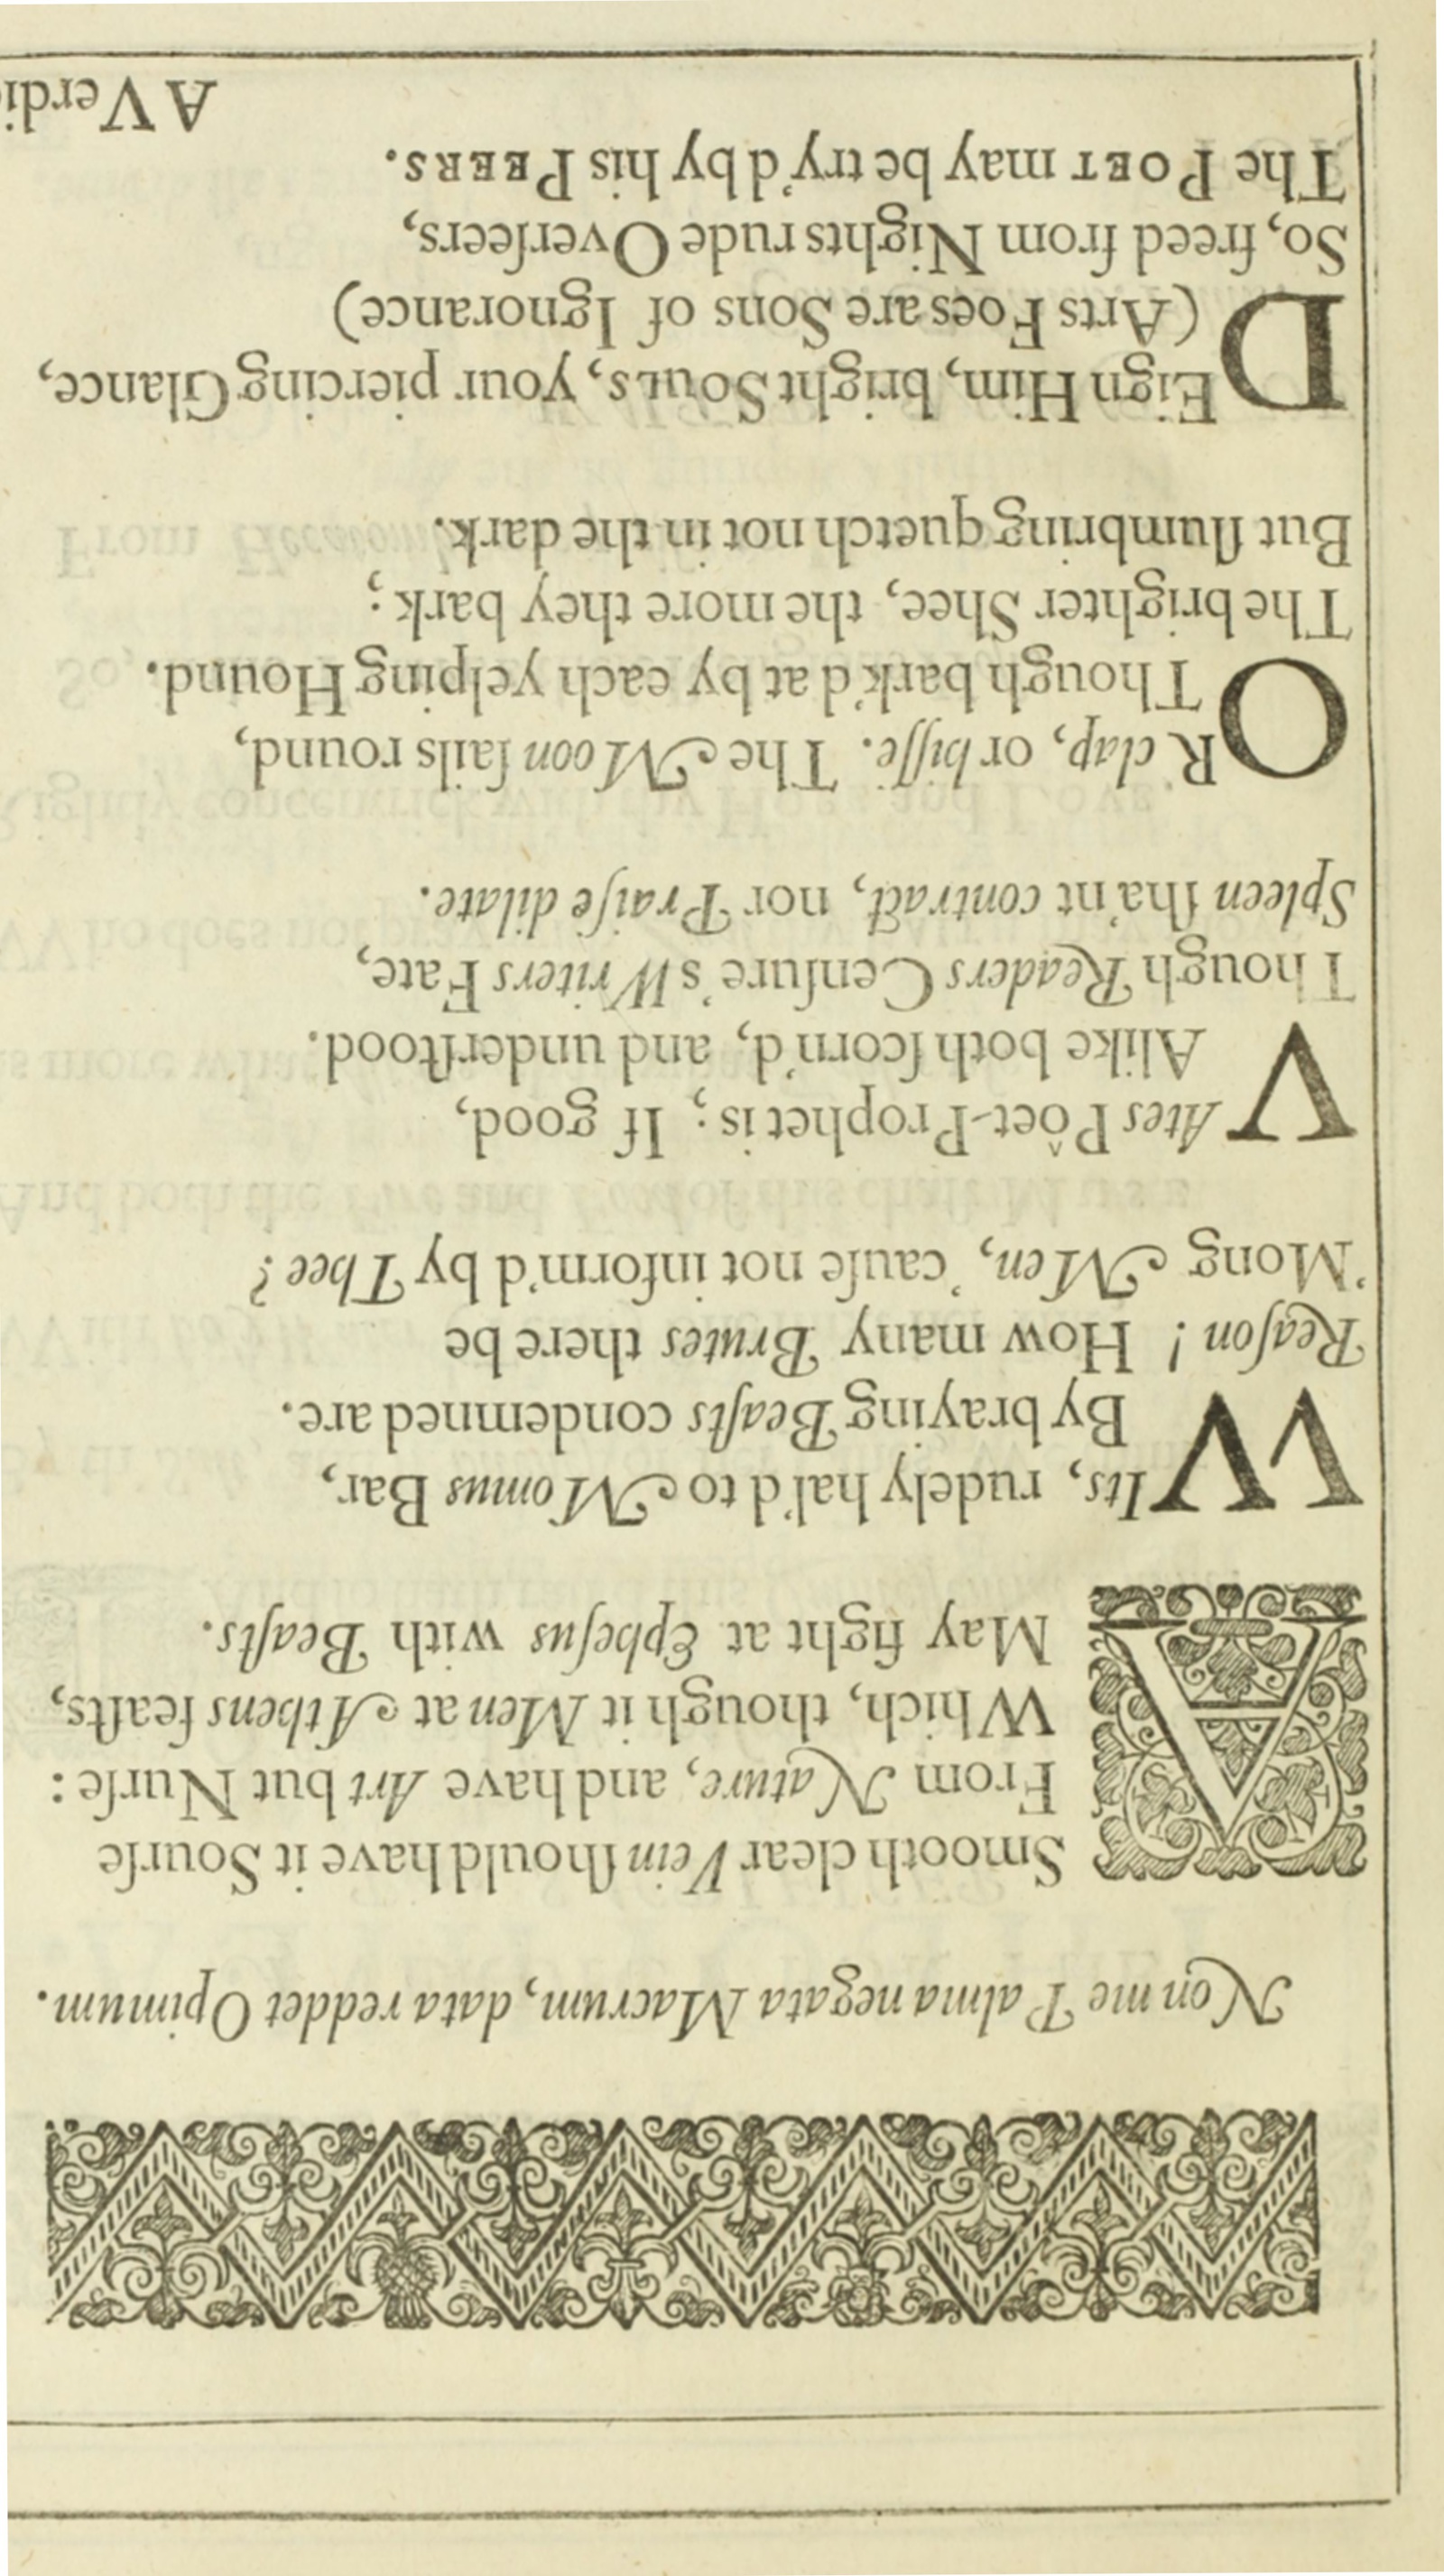 Non me Palma negata Macrum, data reddet Opimum.
A Smooth clear Vein ſhould have it Sourſe
From Nature, and have Art but Nurſe:
Which, though it Men at Athens feaſts,
May fight at Epheſus with Beaſts.
WIts, rudely hal'd to Momus Bar,
By braying Beaſts condemned are.
Reaſon! How many Brutes there be
'Mong Men, 'cauſe not inform'd by Thee?
VAtes Pôet-Prophet is; If good,
Alike both ſcorn'd, and underſtood.
Though Readers Cenſure's Writers Fate,
Spleen ſha'nt contract, nor Praiſe dilate.
OR clap, or hiſſe. The Moon ſails round,
Though bark'd at by each yelping Hound.
The brighter Shee, the more they bark;
But ſlumbring quetch not in the dark.
DEign Him, bright SouLs, your piercing Glance,
(Arts Foes are Sons of Ignorance)
So, freed from Nights rude Overſeers,
The POET may be try'd by his PEERS.
A Verdi